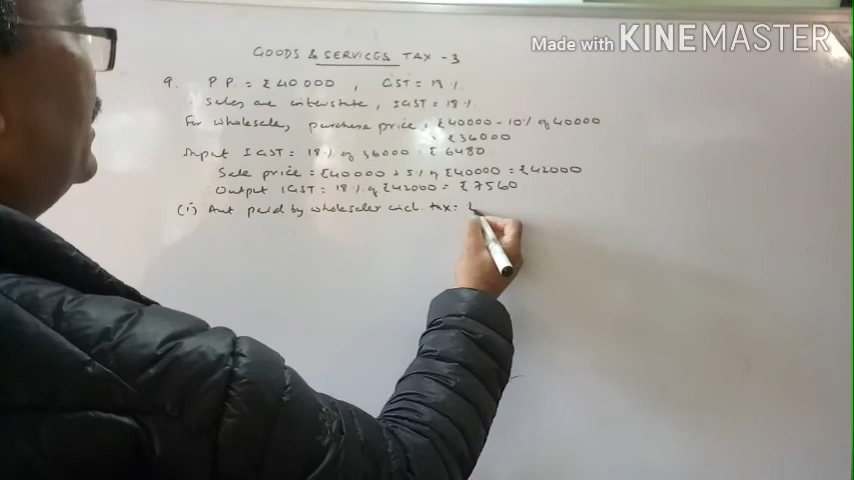 Made with KINEMASTER
GOODS & SERVICES TAX - 3
9. P.P. = ₹40000, GST = 18%
Sales are interstate, IGST = 18%
For wholesaler, purchase price = ₹40000 - 10% of 40000
= ₹36000
Input IGST = 18% of 36000 = ₹6480
Sale price = ₹40000 + 5% of ₹40000 = ₹42000
Output IGST = 18% of ₹42000 = ₹7560
(i) Amt paid by wholesaler incl. tax =